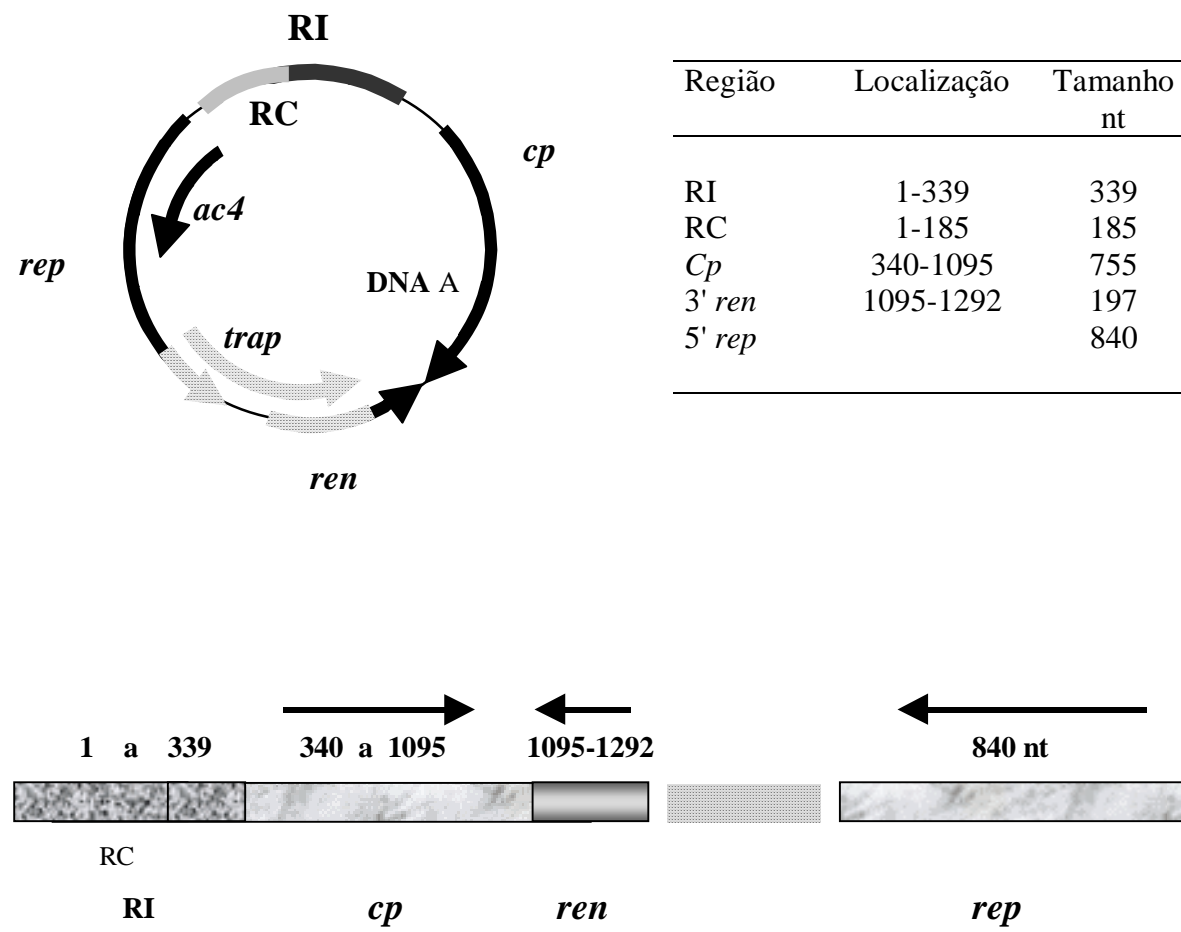 RI
RC
cp
ac4
rep
DNA A
trap
ren
Região Localização Tamanho
nt
RI 1-339 339
RC 1-185 185
Cp 340-1095 755
3' ren 1095-1292 197
5' rep 840
1 a 339 340 a 1095 1095-1292 840 nt
RC
RI cp ren rep